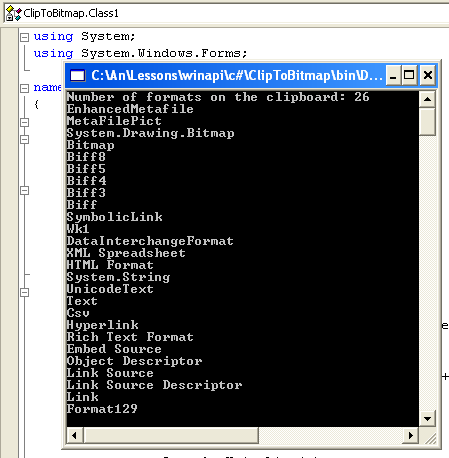 ClipToBitmap.Class1
using System;
using System.Windows.Forms;
C:\An\Lessons\winapi\c#\ClipToBitmap\bin\D...
name
{
Number of formats on the clipboard: 26
EnhancedMetafile
MetaFilePict
System.Drawing.Bitmap
Bitmap
Biff8
Biff5
Biff4
Biff3
Biff
SymbolicLink
Wk1
DataInterchangeFormat
XML Spreadsheet
HTML Format
System.String
UnicodeText
Text
Csv
Hyperlink
Rich Text Format
Embed Source
Object Descriptor
Link Source
Link Source Descriptor
Link
Format129
e
+